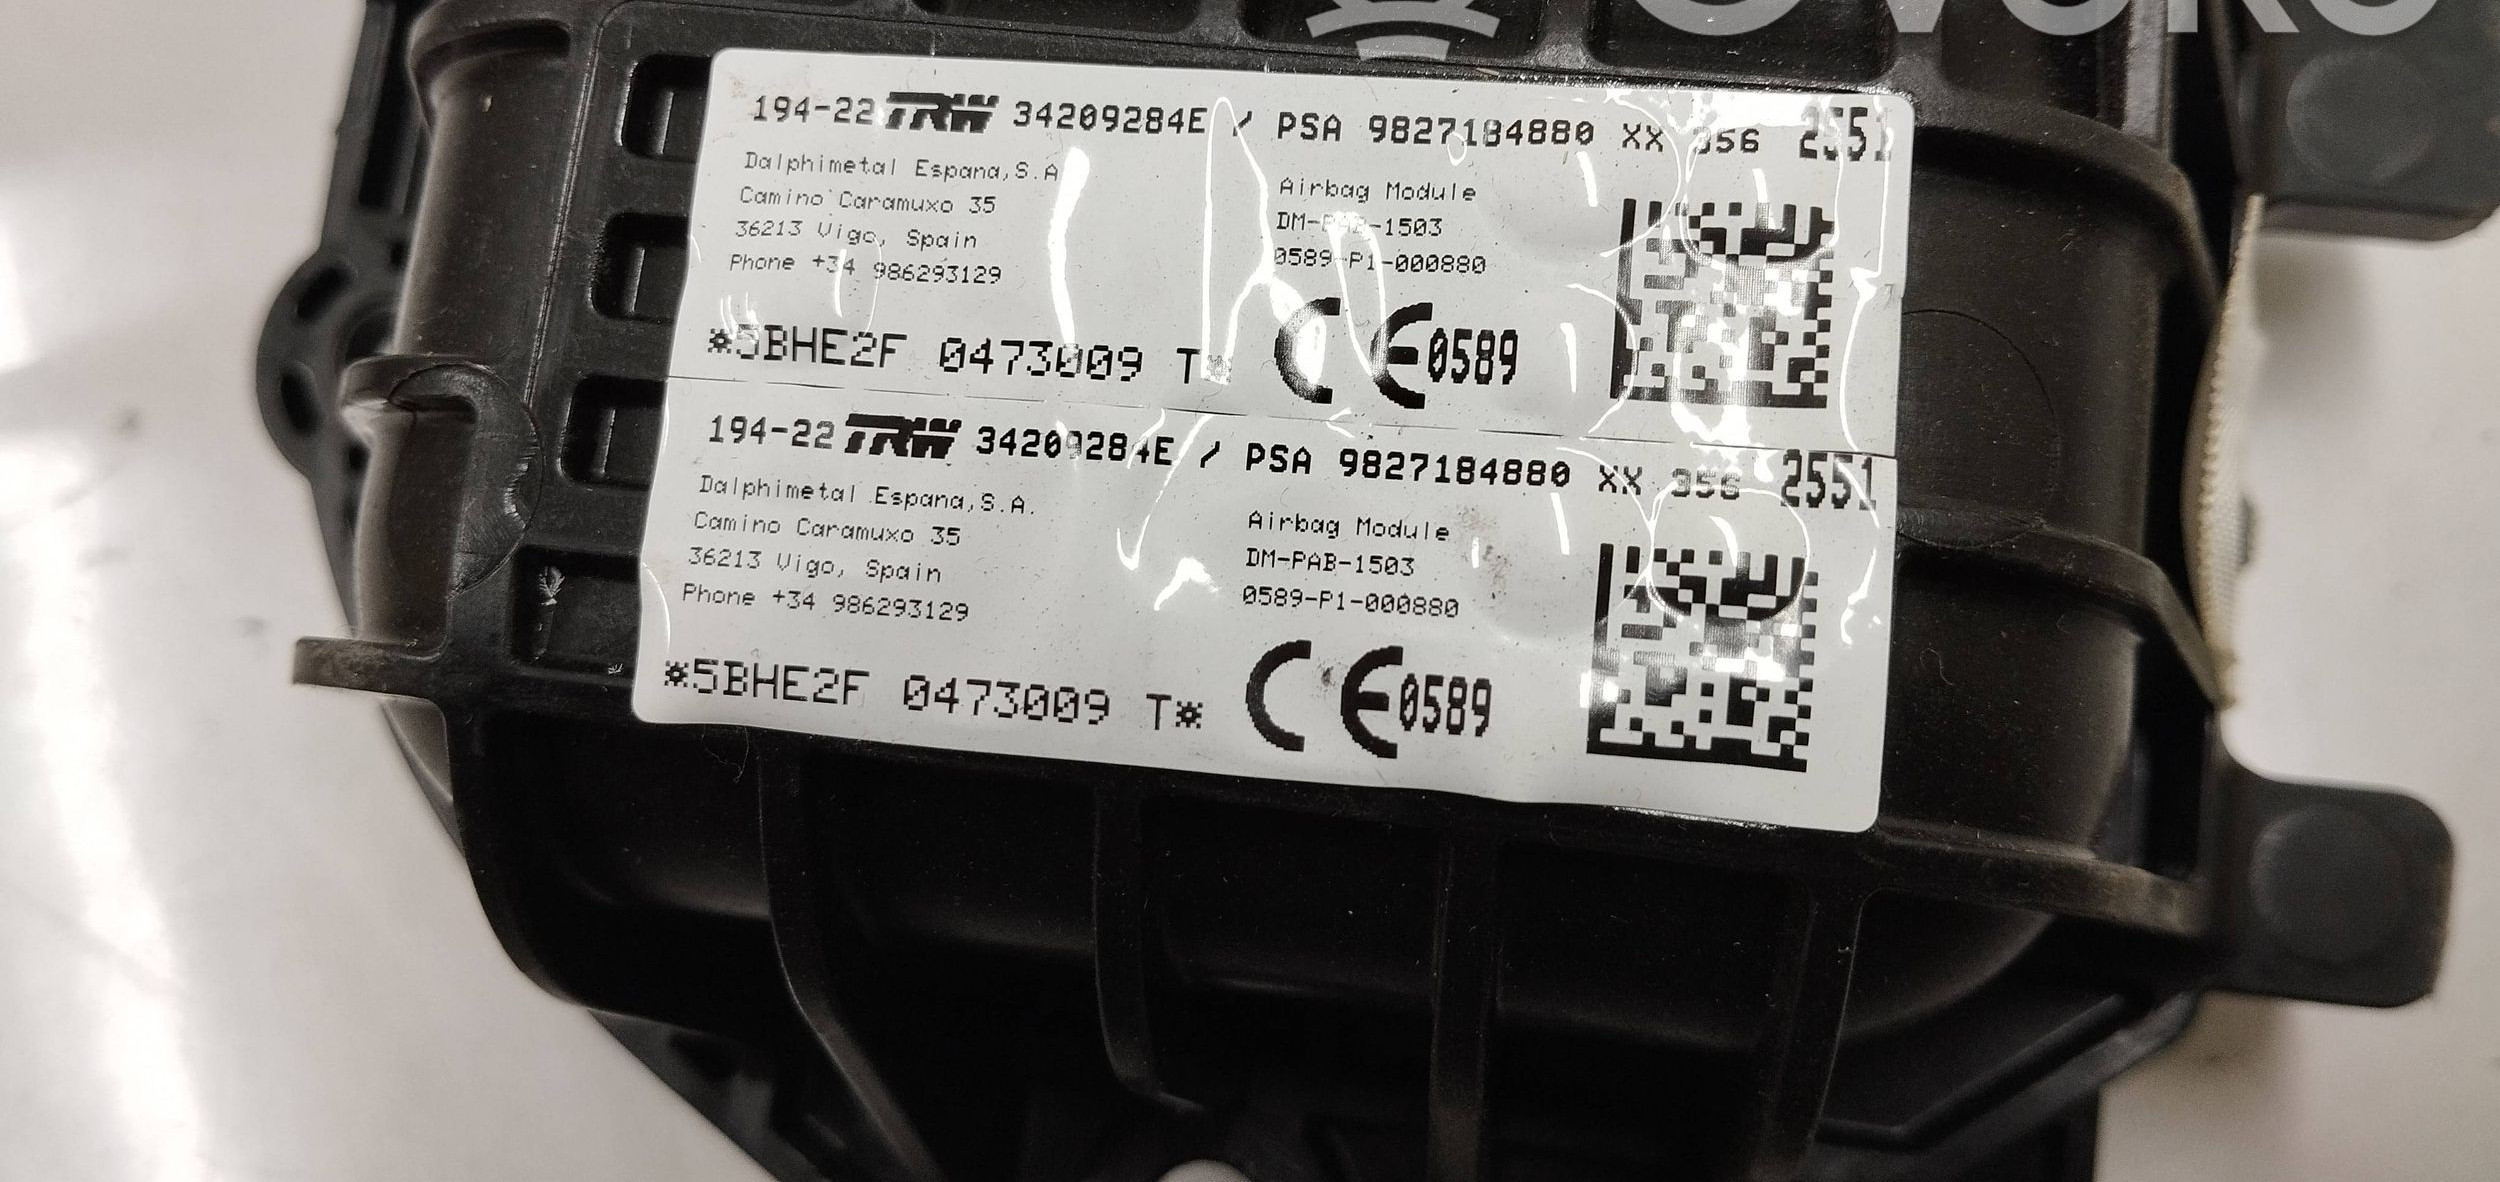 194-22 TRW 34209284E / PSA 9827184880 XX 356 2551
Dalphimetal Espana,S.A
Camino Caramuxo 35
36213 Vigo, Spain
Phone +34 986293129
Airbag Module
DM-PAB-1503
0589-P1-000880
*5BHE2F 0473009 T* CE0589
194-22 TRW 34209284E / PSA 9827184880 XX 356 2551
Dalphimetal Espana,S.A.
Camino Caramuxo 35
36213 Vigo, Spain
Phone +34 986293129
Airbag Module
DM-PAB-1503
0589-P1-000880
*5BHE2F 0473009 T* CE0589